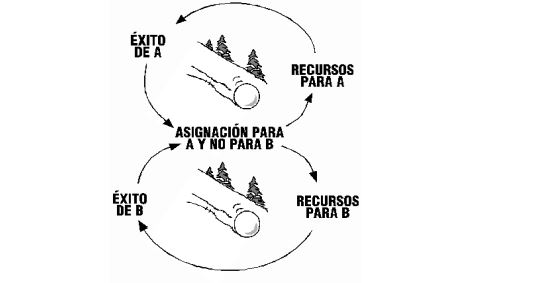 ÉXITO
DE A
RECURSOS
PARA A
ASIGNACIÓN PARA
A Y NO PARA B
ÉXITO
DE B
RECURSOS
PARA B